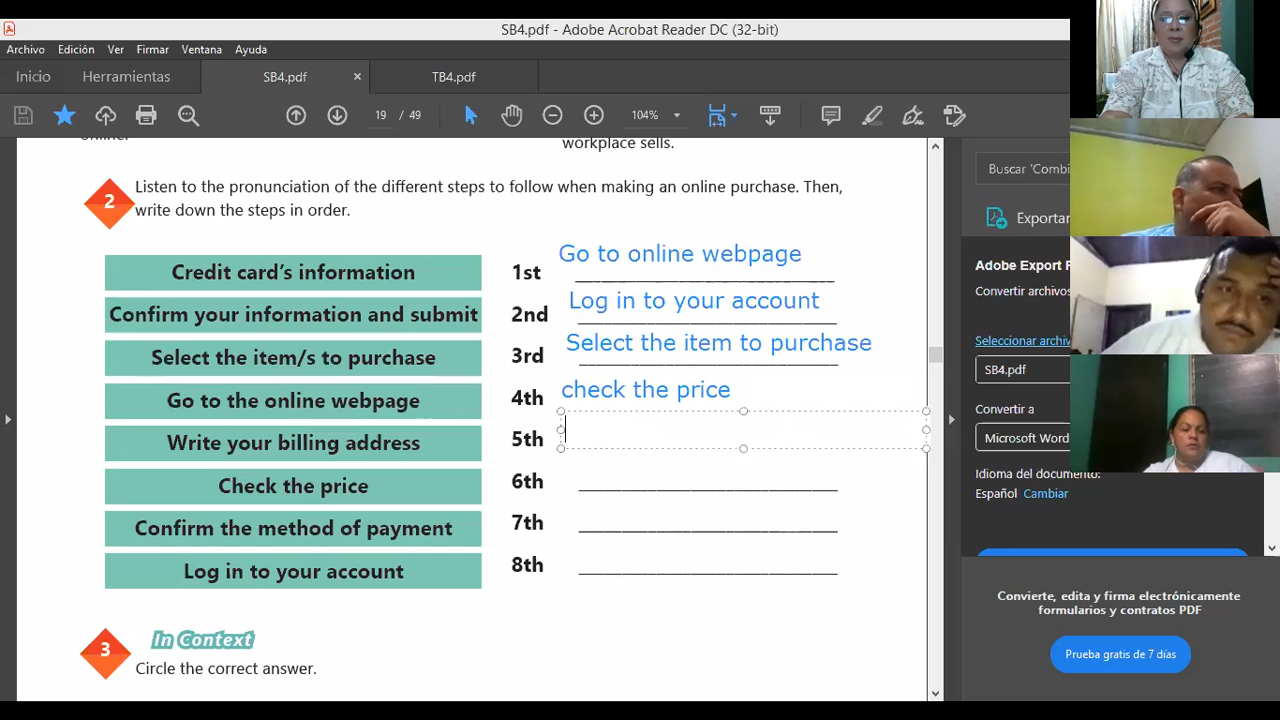 SB4.pdf - Adobe Acrobat Reader DC (32-bit)
Archivo Edición Ver Firmar Ventana Ayuda
Inicio Herramientas SB4.pdf × TB4.pdf
19 / 49 104%
online.
workplace sells.
2 Listen to the pronunciation of the different steps to follow when making an online purchase. Then,
write down the steps in order.
Credit card's information
Confirm your information and submit
Select the item/s to purchase
Go to the online webpage
Write your billing address
Check the price
Confirm the method of payment
Log in to your account
1st Go to online webpage
2nd Log in to your account
3rd Select the item to purchase
4th check the price
5th
6th
7th
8th
3 In Context
Circle the correct answer.
Buscar 'Combi
Exportar
Adobe Export
Convertir archivos
Seleccionar archivo
SB4.pdf
Convertir a
Microsoft Word
Idioma del documento:
Español Cambiar
Convierte, edita y firma electrónicamente
formularios y contratos PDF
Prueba gratis de 7 días